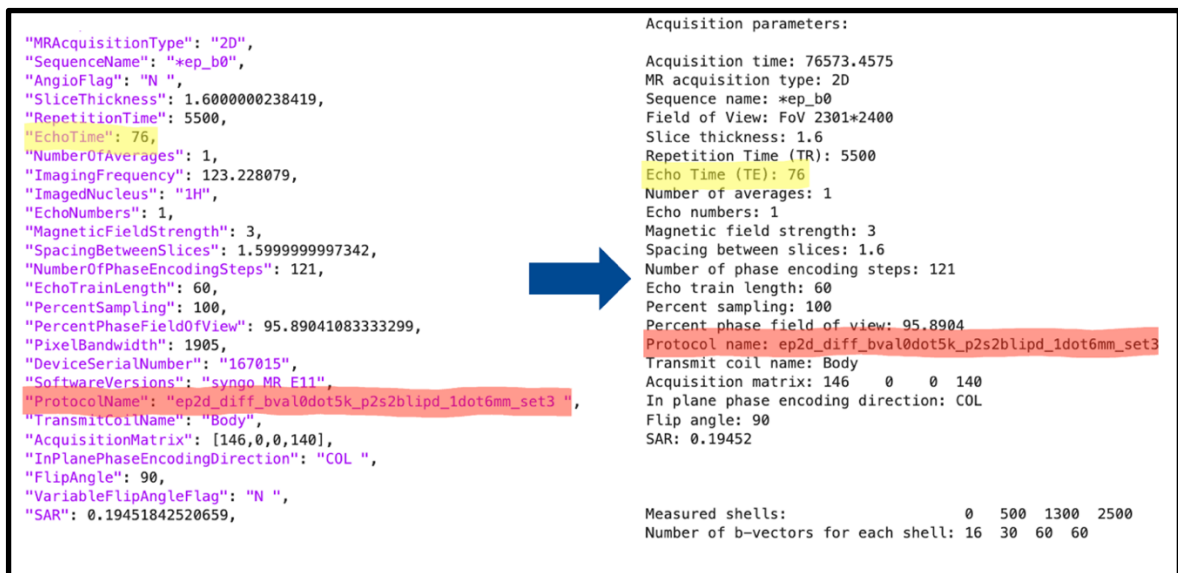 "MRAcquisitionType": "2D",
"SequenceName": "*ep_b0",
"AngioFlag": "N ",
"SliceThickness": 1.6000000238419,
"RepetitionTime": 5500,
"EchoTime": 76,
"NumberOfAverages": 1,
"ImagingFrequency": 123.228079,
"ImagedNucleus": "1H",
"EchoNumbers": 1,
"MagneticFieldStrength": 3,
"SpacingBetweenSlices": 1.5999999997342,
"NumberOfPhaseEncodingSteps": 121,
"EchoTrainLength": 60,
"PercentSampling": 100,
"PercentPhaseFieldOfView": 95.89041083333299,
"PixelBandwidth": 1905,
"DeviceSerialNumber": "167015",
"SoftwareVersions": "syngo MR E11",
"ProtocolName": "ep2d_diff_bval0dot5k_p2s2blipd_1dot6mm_set3 ",
"TransmitCoilName": "Body",
"AcquisitionMatrix": [146,0,0,140],
"InPlanePhaseEncodingDirection": "COL ",
"FlipAngle": 90,
"VariableFlipAngleFlag": "N ",
"SAR": 0.19451842520659,
Acquisition parameters:
Acquisition time: 76573.4575
MR acquisition type: 2D
Sequence name: *ep_b0
Field of View: FoV 2301*2400
Slice thickness: 1.6
Repetition Time (TR): 5500
Echo Time (TE): 76
Number of averages: 1
Echo numbers: 1
Magnetic field strength: 3
Spacing between slices: 1.6
Number of phase encoding steps: 121
Echo train length: 60
Percent sampling: 100
Percent phase field of view: 95.8904
Protocol name: ep2d_diff_bval0dot5k_p2s2blipd_1dot6mm_set3
Transmit coil name: Body
Acquisition matrix: 146 0 0 140
In plane phase encoding direction: COL
Flip angle: 90
SAR: 0.19452
Measured shells: 0 500 1300 2500
Number of b-vectors for each shell: 16 30 60 60